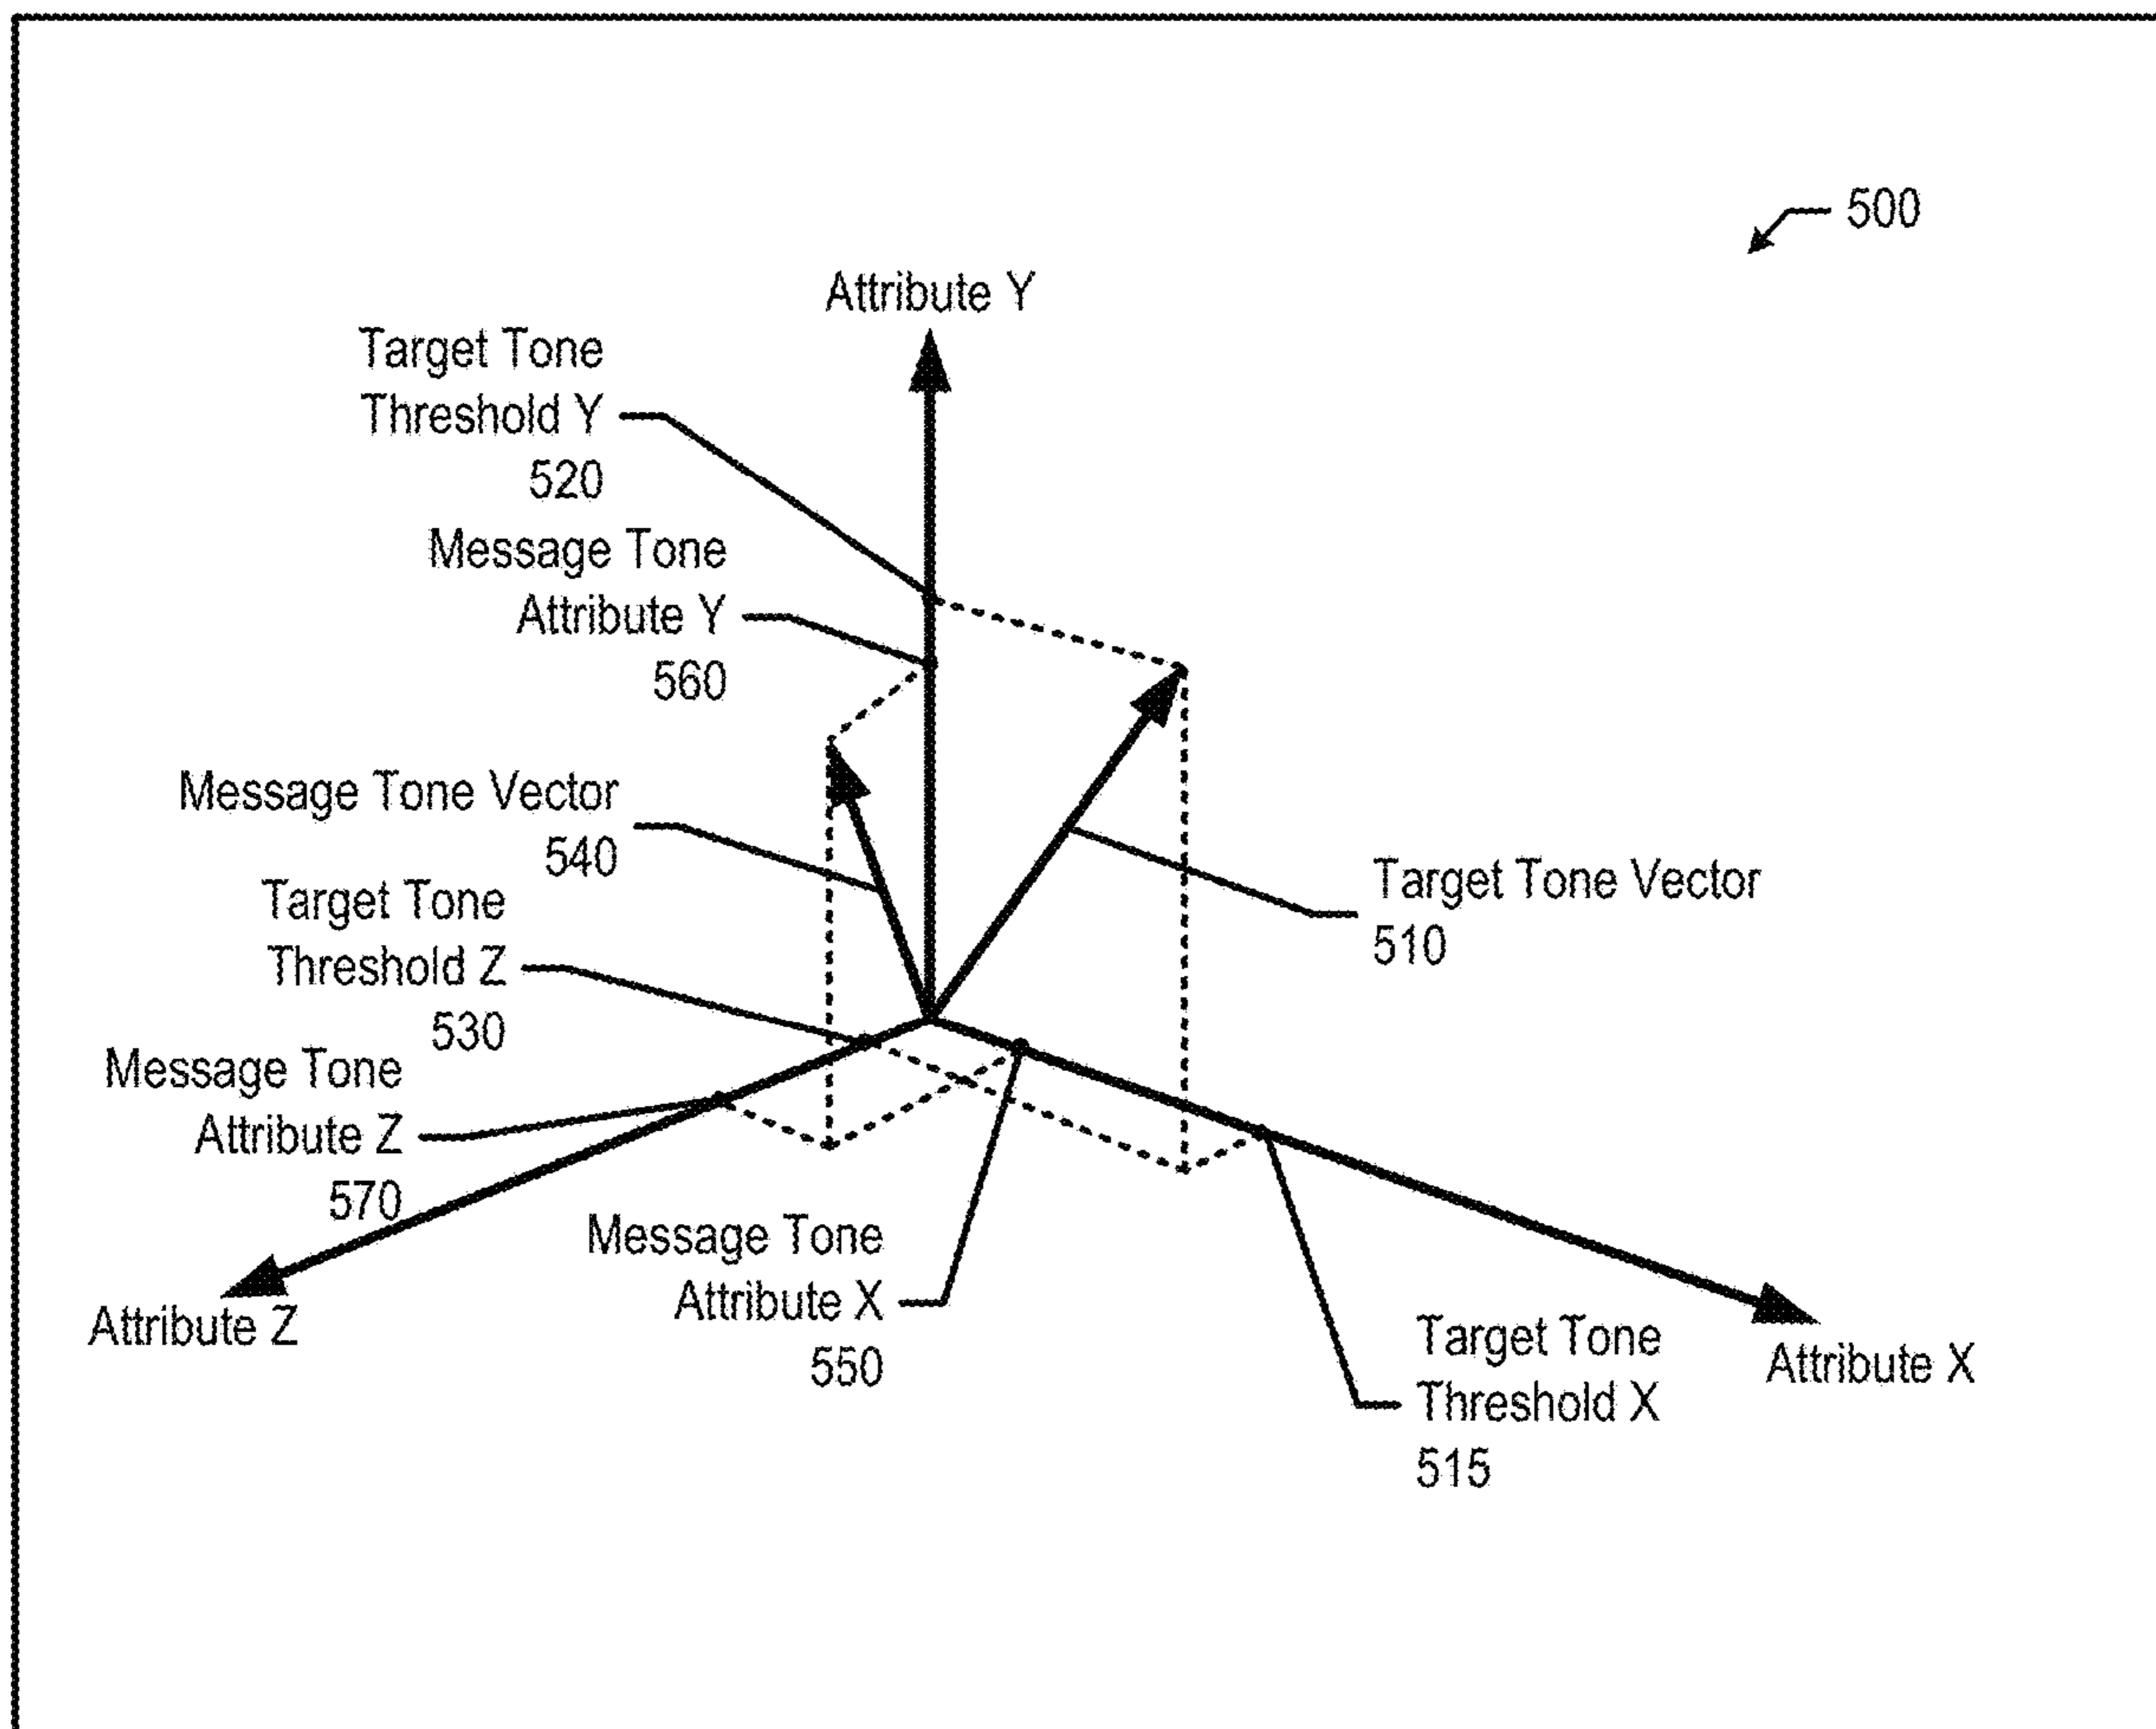 500
Attribute Y
Target Tone
Threshold Y
520
Message Tone
Attribute Y
560
Message Tone Vector
540
Target Tone Vector
510
Target Tone
Threshold Z
530
Message Tone
Attribute Z
570
Attribute Z
Message Tone
Attribute X
550
Target Tone
Threshold X
515
Attribute X